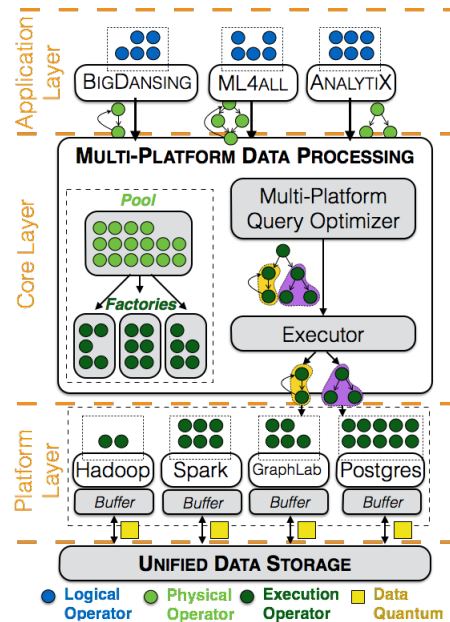 Application
Layer
BIGDANSING
ML4ALL
ANALYTIX
MULTI-PLATFORM DATA PROCESSING
Core Layer
Pool
Factories
Multi-Platform
Query Optimizer
Executor
Platform
Layer
Hadoop
Spark
GraphLab
Postgres
Buffer
Buffer
Buffer
Buffer
UNIFIED DATA STORAGE
Logical
Operator
Physical
Operator
Execution
Operator
Data
Quantum